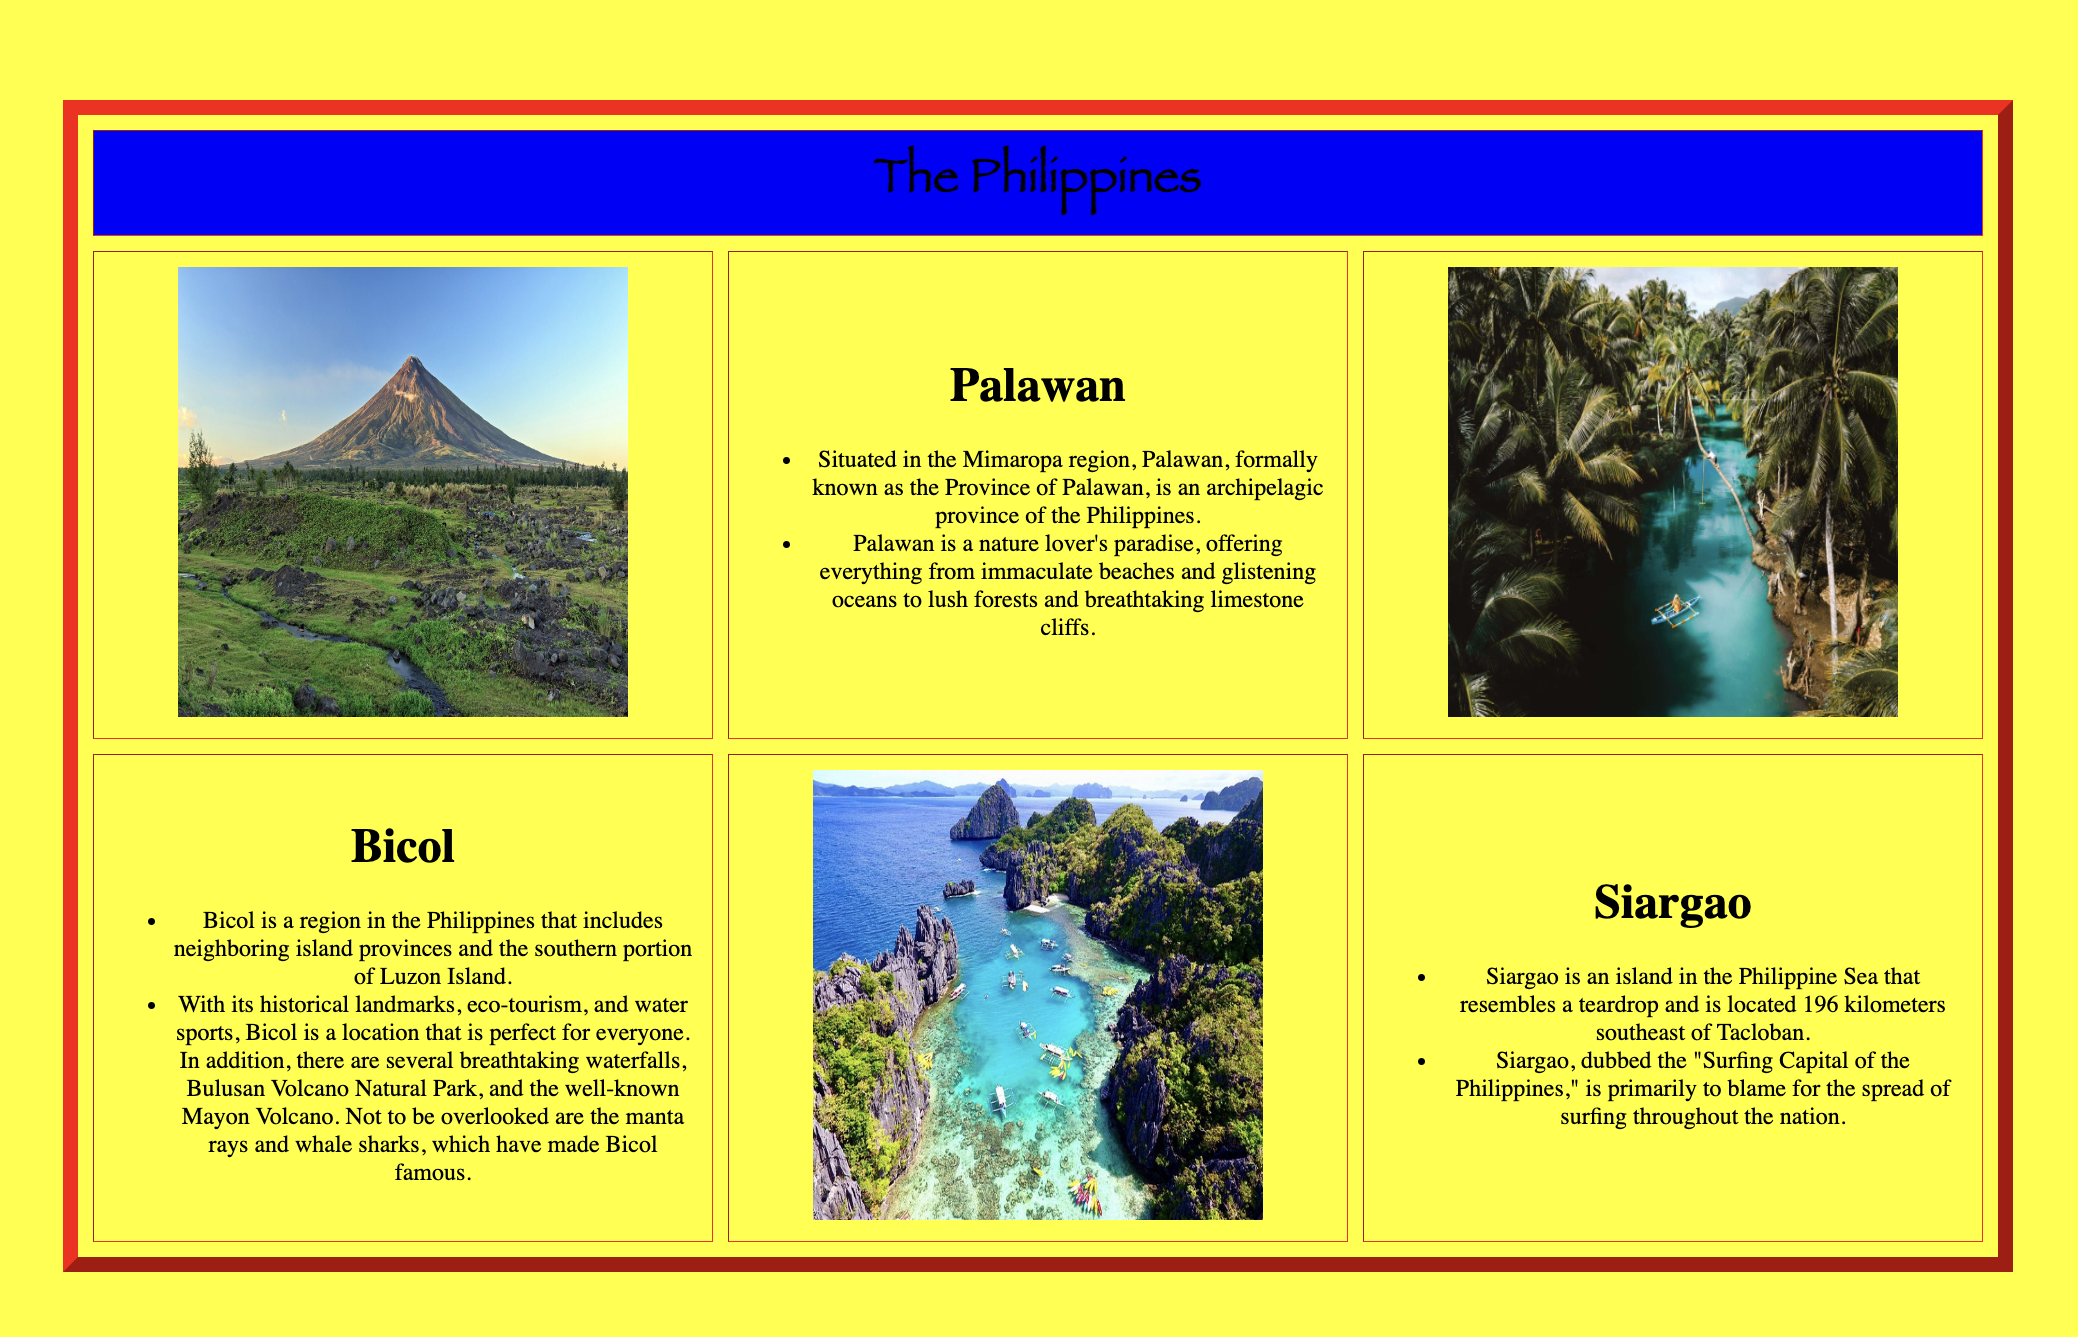 The Philippines
Palawan
• Situated in the Mimaropa region, Palawan, formally
known as the Province of Palawan, is an archipelagic
province of the Philippines.
• Palawan is a nature lover's paradise, offering
everything from immaculate beaches and glistening
oceans to lush forests and breathtaking limestone
cliffs.
Bicol
• Bicol is a region in the Philippines that includes
neighboring island provinces and the southern portion
of Luzon Island.
• With its historical landmarks, eco-tourism, and water
sports, Bicol is a location that is perfect for everyone.
In addition, there are several breathtaking waterfalls,
Bulusan Volcano Natural Park, and the well-known
Mayon Volcano. Not to be overlooked are the manta
rays and whale sharks, which have made Bicol
famous.
Siargao
• Siargao is an island in the Philippine Sea that
resembles a teardrop and is located 196 kilometers
southeast of Tacloban.
• Siargao, dubbed the "Surfing Capital of the
Philippines," is primarily to blame for the spread of
surfing throughout the nation.